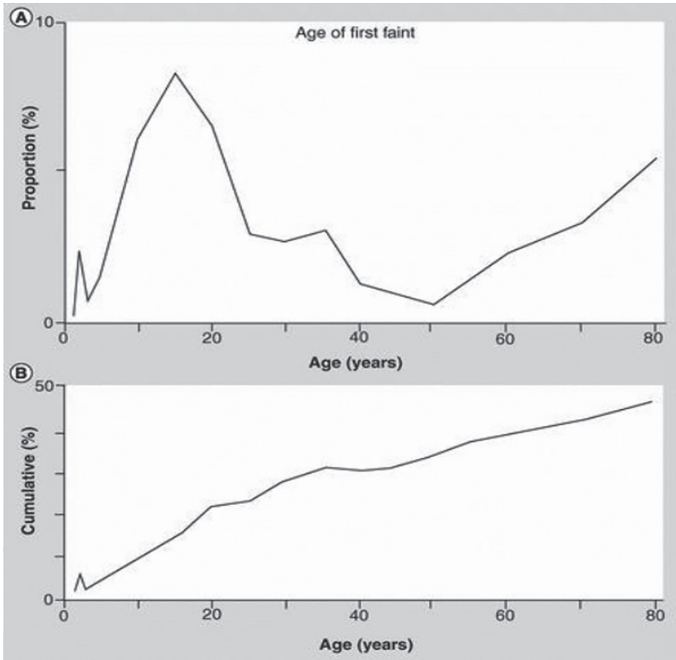 A
10
Age of first faint
Proportion (%)
0
0 20 40 60 80
Age (years)
B
50
Cumulative (%)
0
0 20 40 60 80
Age (years)